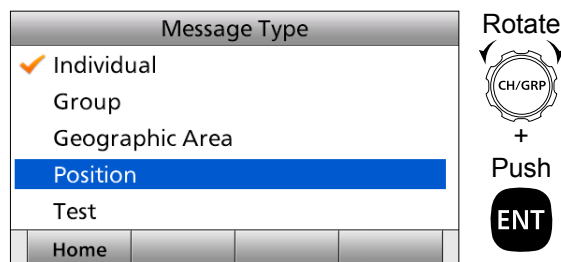 Message Type
Individual
Group
Geographic Area
Position
Test
Home
Rotate
CH/GRP
+
Push
ENT